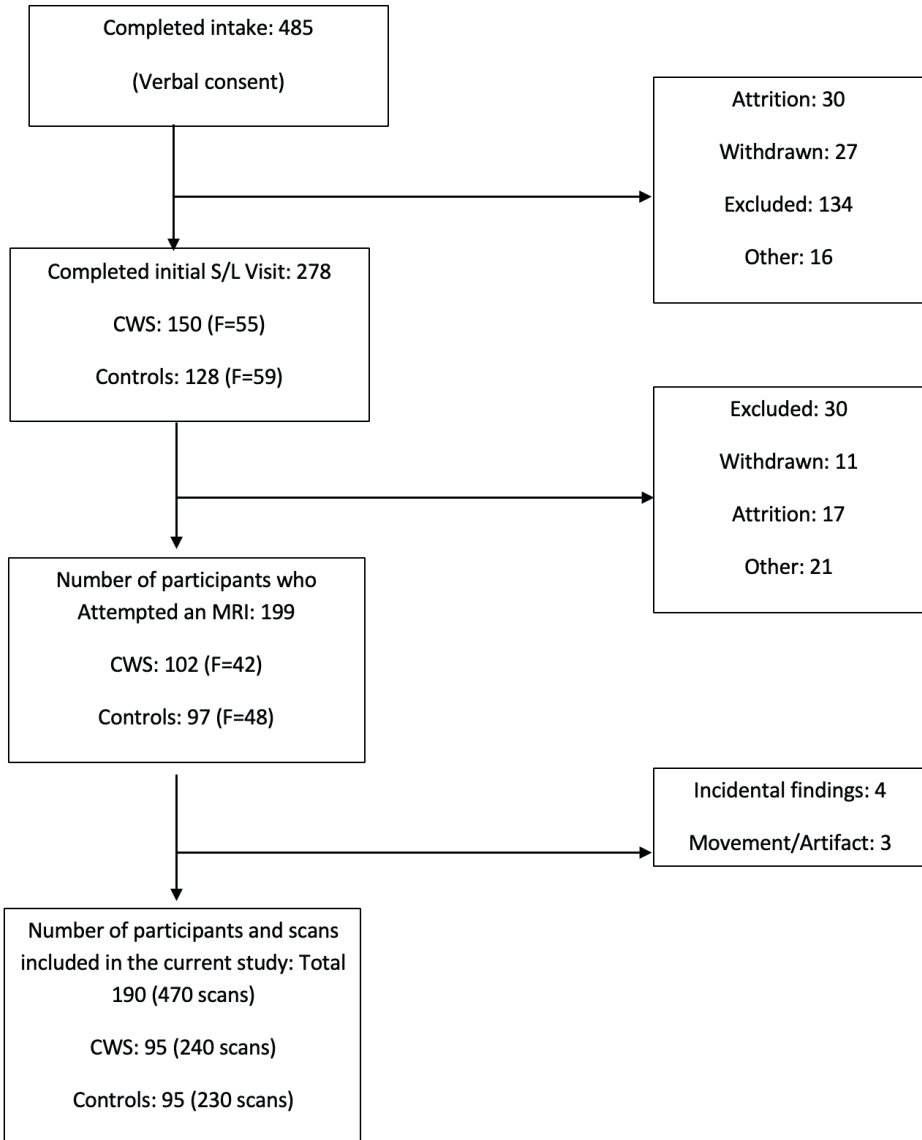 Completed intake: 485
(Verbal consent)
Attrition: 30
Withdrawn: 27
Excluded: 134
Other: 16
Completed initial S/L Visit: 278
CWS: 150 (F=55)
Controls: 128 (F=59)
Excluded: 30
Withdrawn: 11
Attrition: 17
Other: 21
Number of participants who
Attempted an MRI: 199
CWS: 102 (F=42)
Controls: 97 (F=48)
Incidental findings: 4
Movement/Artifact: 3
Number of participants and scans
included in the current study: Total
190 (470 scans)
CWS: 95 (240 scans)
Controls: 95 (230 scans)